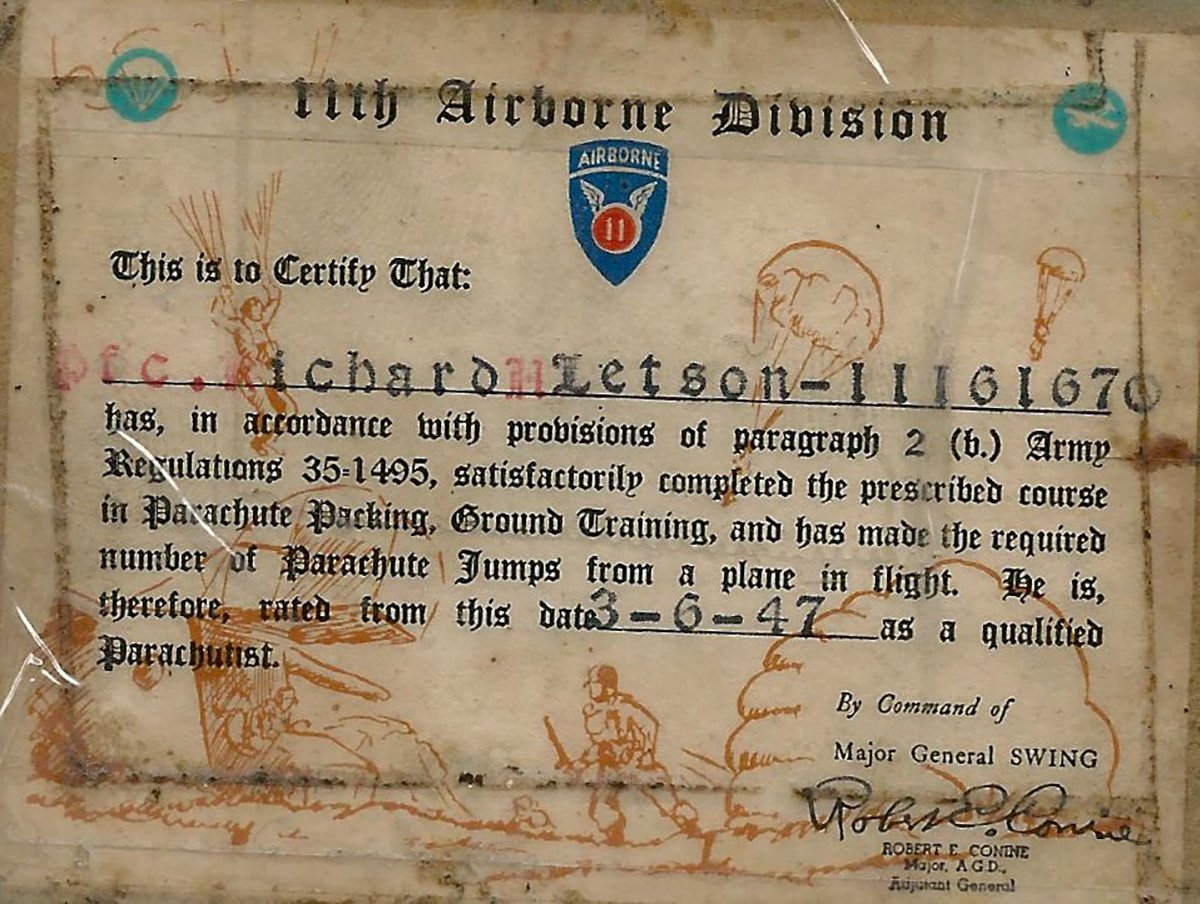 11th Airborne Division
AIRBORNE
11
This is to Certify That:
Pfc. Richard H Letson-11161670
has, in accordance with provisions of paragraph 2 (b.) Army
Regulations 35-1495, satisfactorily completed the prescribed course
in Parachute Packing, Ground Training, and has made the required
number of Parachute Jumps from a plane in flight. He is,
therefore, rated from this date 3-6-47 as a qualified
Parachutist.
By Command of
Major General SWING
Robert E. Conine
ROBERT E. CONINE
Major, A.G.D.,
Adjutant General